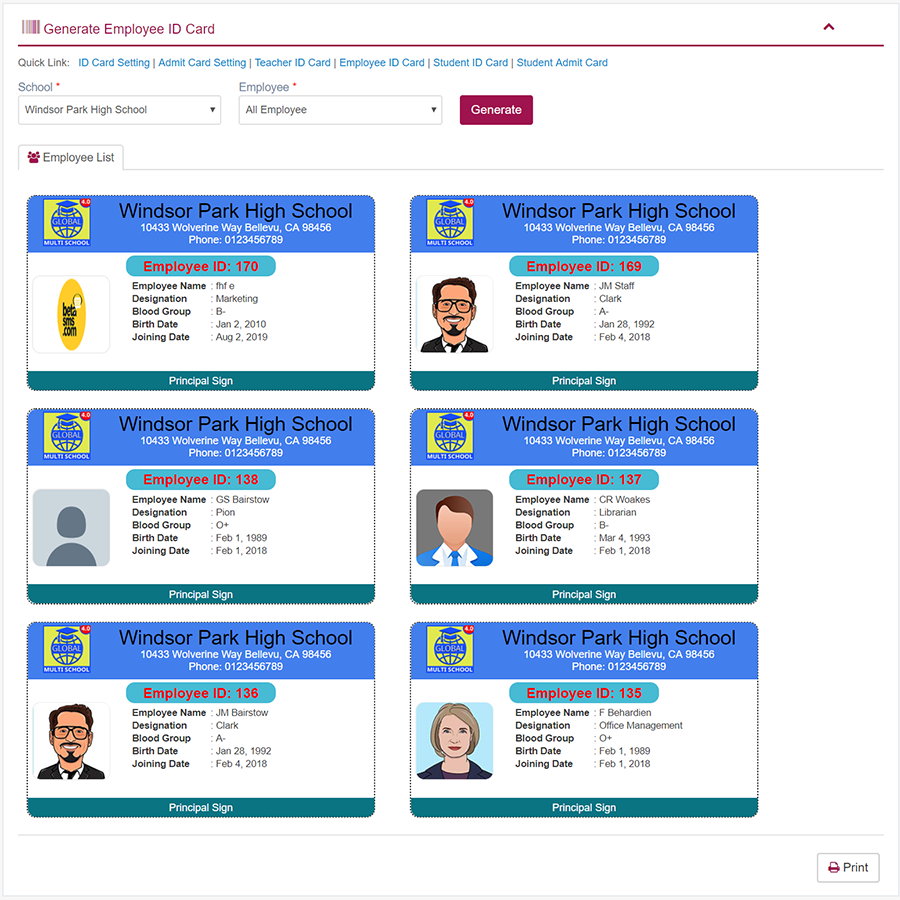 Generate Employee ID Card
Quick Link: ID Card Setting | Admit Card Setting | Teacher ID Card | Employee ID Card | Student ID Card | Student Admit Card
School * Employee *
Windsor Park High School All Employee Generate
Employee List
4.0
GLOBAL
MULTI SCHOOL
Windsor Park High School
10433 Wolverine Way Bellevu, CA 98456
Phone: 0123456789
Employee ID: 170
beta
sms
.com
Employee Name : fhf e
Designation : Marketing
Blood Group : B-
Birth Date : Jan 2, 2010
Joining Date : Aug 2, 2019
Principal Sign
4.0
GLOBAL
MULTI SCHOOL
Windsor Park High School
10433 Wolverine Way Bellevu, CA 98456
Phone: 0123456789
Employee ID: 169
Employee Name : JM Staff
Designation : Clark
Blood Group : A-
Birth Date : Jan 28, 1992
Joining Date : Feb 4, 2018
Principal Sign
4.0
GLOBAL
MULTI SCHOOL
Windsor Park High School
10433 Wolverine Way Bellevu, CA 98456
Phone: 0123456789
Employee ID: 138
Employee Name : GS Bairstow
Designation : Pion
Blood Group : O+
Birth Date : Feb 1, 1989
Joining Date : Feb 1, 2018
Principal Sign
4.0
GLOBAL
MULTI SCHOOL
Windsor Park High School
10433 Wolverine Way Bellevu, CA 98456
Phone: 0123456789
Employee ID: 137
Employee Name : CR Woakes
Designation : Librarian
Blood Group : B-
Birth Date : Mar 4, 1993
Joining Date : Feb 1, 2018
Principal Sign
4.0
GLOBAL
MULTI SCHOOL
Windsor Park High School
10433 Wolverine Way Bellevu, CA 98456
Phone: 0123456789
Employee ID: 136
Employee Name : JM Bairstow
Designation : Clark
Blood Group : A-
Birth Date : Jan 28, 1992
Joining Date : Feb 4, 2018
Principal Sign
4.0
GLOBAL
MULTI SCHOOL
Windsor Park High School
10433 Wolverine Way Bellevu, CA 98456
Phone: 0123456789
Employee ID: 135
Employee Name : F Behardien
Designation : Office Management
Blood Group : O+
Birth Date : Feb 1, 1989
Joining Date : Feb 1, 2018
Principal Sign
Print